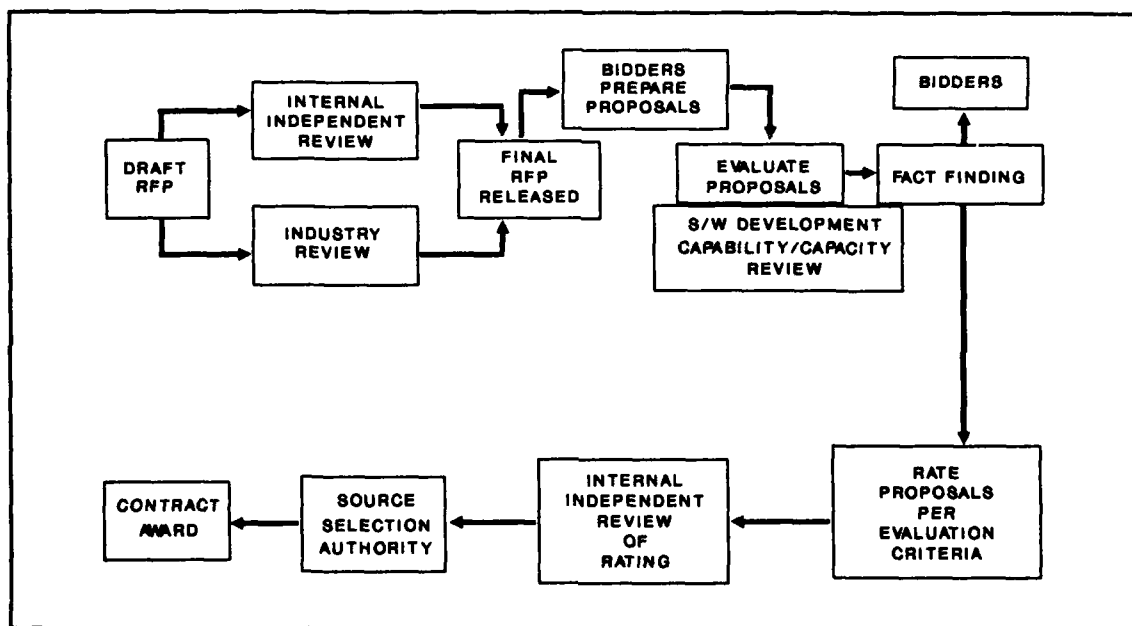 DRAFT
RFP
INTERNAL
INDEPENDENT
REVIEW
INDUSTRY
REVIEW
FINAL
RFP
RELEASED
BIDDERS
PREPARE
PROPOSALS
EVALUATE
PROPOSALS
S/W DEVELOPMENT
CAPABILITY/CAPACITY
REVIEW
FACT FINDING
BIDDERS
RATE
PROPOSALS
PER
EVALUATION
CRITERIA
INTERNAL
INDEPENDENT
REVIEW
OF
RATING
SOURCE
SELECTION
AUTHORITY
CONTRACT
AWARD